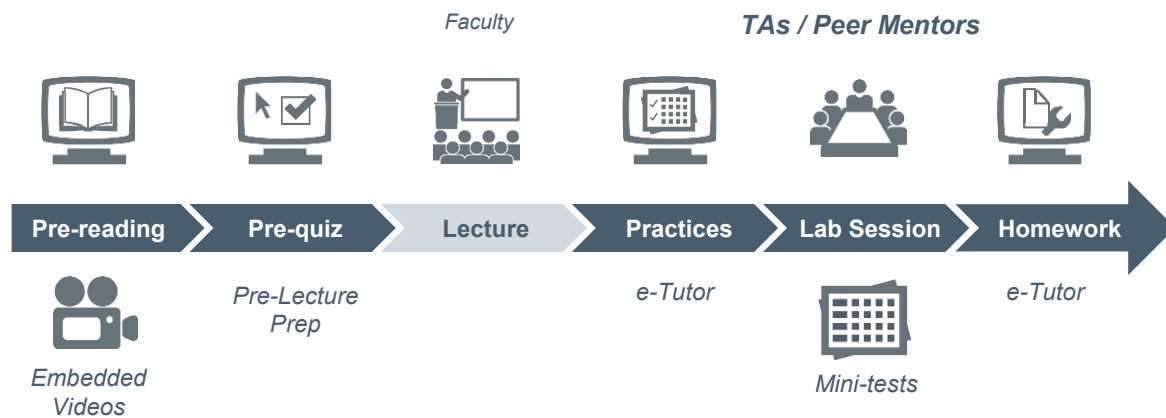 Faculty
TAs / Peer Mentors
Pre-reading
Pre-quiz
Lecture
Practices
Lab Session
Homework
Pre-Lecture
Prep
e-Tutor
e-Tutor
Embedded
Videos
Mini-tests